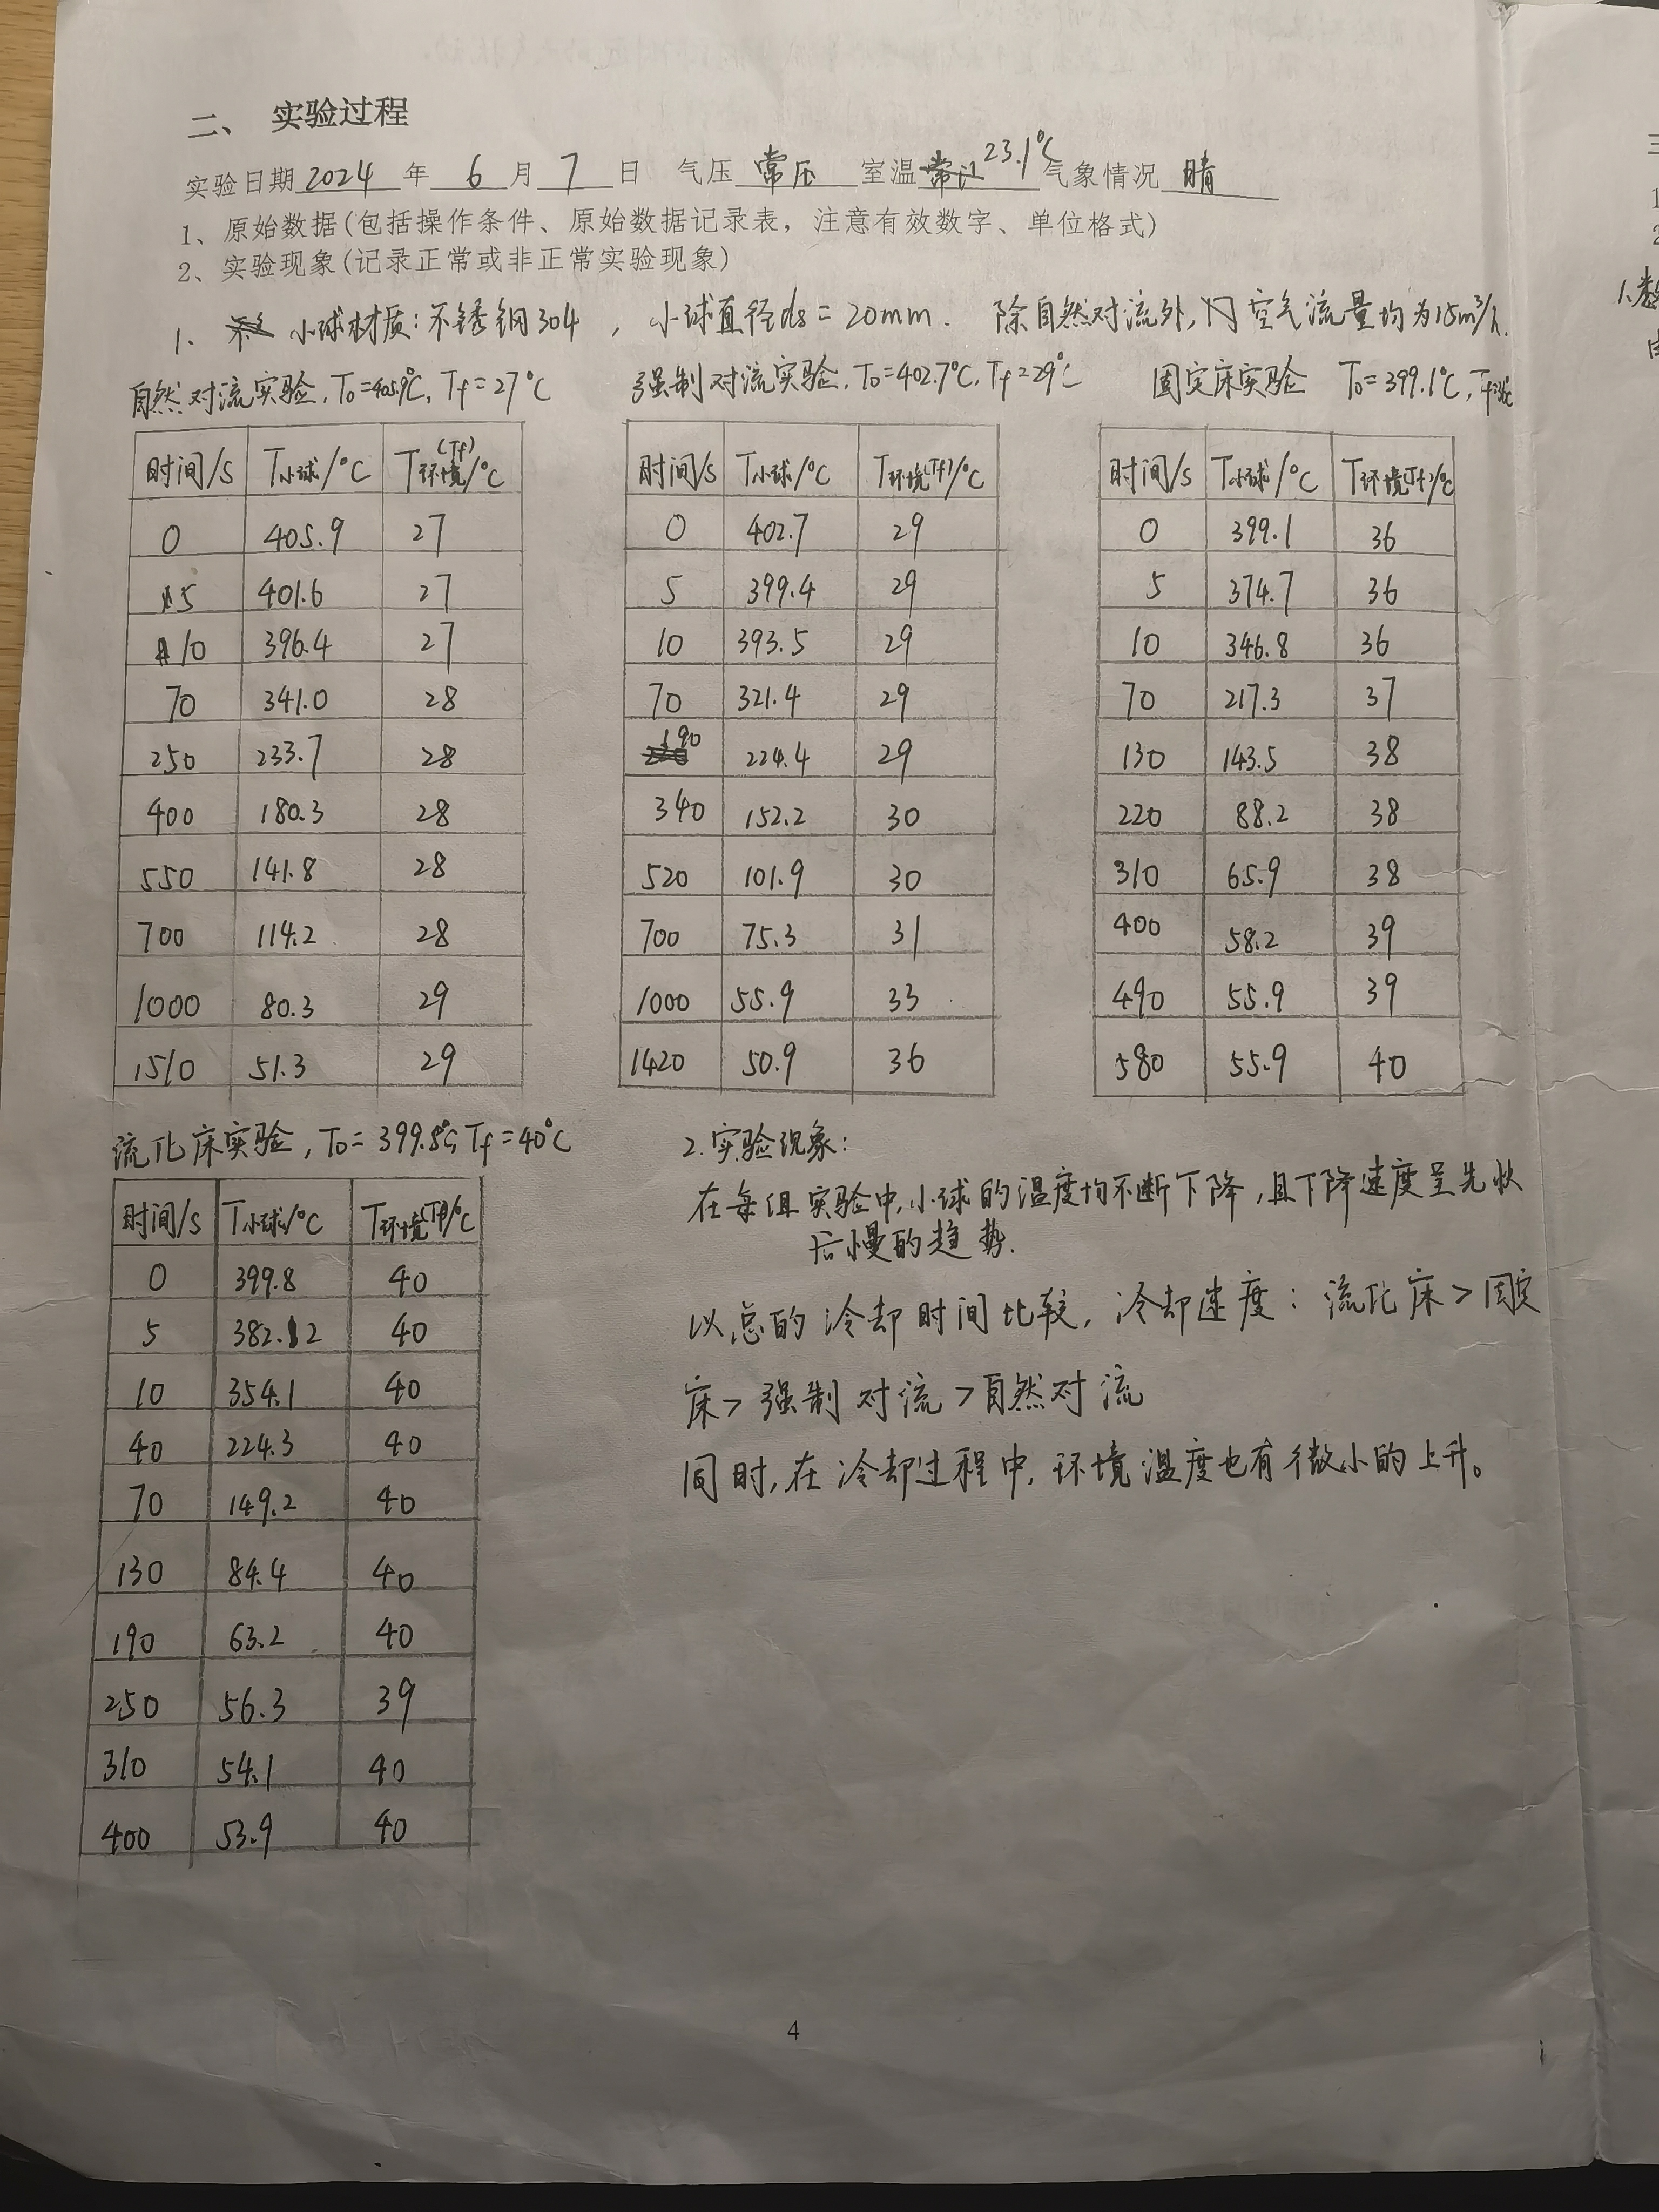 二、 实验过程
实验日期 2024 年 6 月 7 日 气压 常压 室温 23.1℃ 气象情况 晴
1、原始数据(包括操作条件、原始数据记录表，注意有效数字、单位格式)
2、实验现象(记录正常或非正常实验现象)
1. 小球材质：不锈钢304 ，小球直径ds = 20mm. 除自然对流外，空气流量均为15m³/h.
自然对流实验，T0=405.9℃，Tf=27℃
时间/s T小球/℃ T环境(Tf)/℃
0 405.9 27
5 401.6 27
10 396.4 27
70 341.0 28
250 233.7 28
400 180.3 28
550 141.8 28
700 114.2 28
1000 80.3 29
1510 51.3 29
强制对流实验，T0=402.7℃，Tf=29℃
时间/s T小球/℃ T环境(Tf)/℃
0 402.7 29
5 399.4 29
10 393.5 29
70 321.4 29
190 224.4 29
340 152.2 30
520 101.9 30
700 75.3 31
1000 55.9 33
1420 50.9 36
固定床实验 T0=399.1℃，
时间/s T小球/℃ T环境(Tf)/℃
0 399.1 36
5 374.7 36
10 346.8 36
70 217.3 37
130 143.5 38
220 88.2 38
310 65.9 38
400 58.2 39
490 55.9 39
580 55.9 40
流化床实验，T0=399.8℃，Tf=40℃
时间/s T小球/℃ T环境(Tf)/℃
0 399.8 40
5 382.2 40
10 354.1 40
40 224.3 40
70 149.2 40
130 84.4 40
190 63.2 40
250 56.3 39
310 54.1 40
400 53.9 40
2.实验现象：
在每组实验中，小球的温度均不断下降，且下降速度呈先快
后慢的趋势.
以总的冷却时间比较，冷却速度：流化床>固定
床>强制对流>自然对流
同时，在冷却过程中，环境温度也有微小的上升。
4